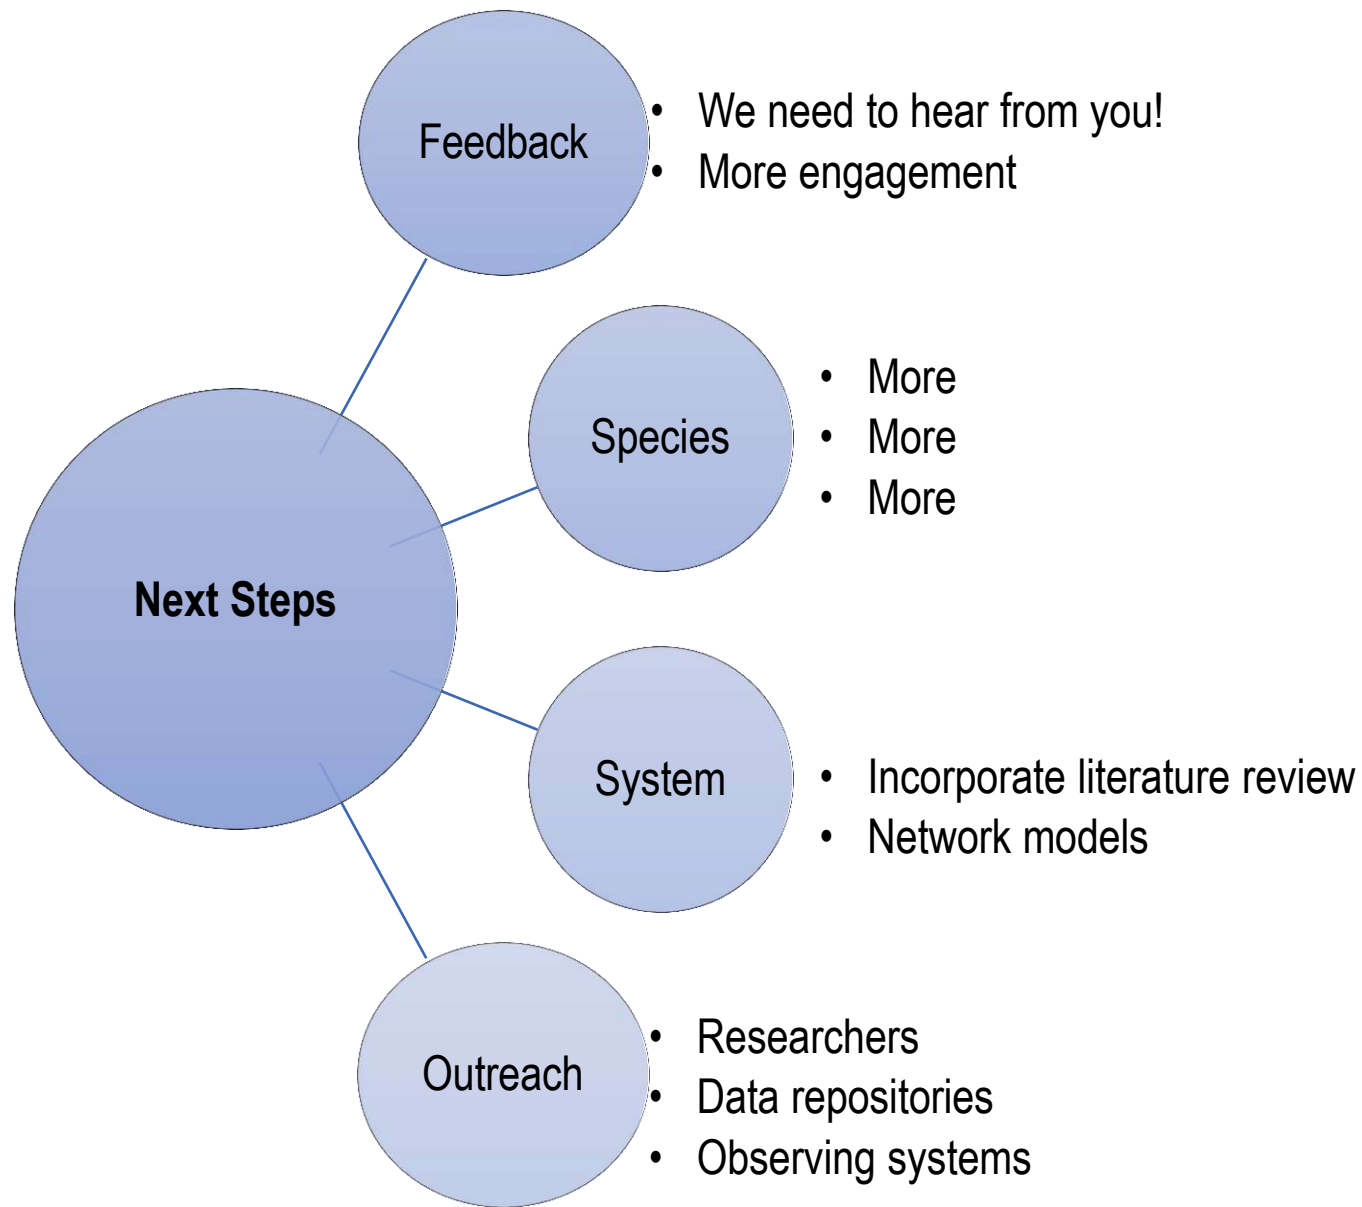 Feedback
• We need to hear from you!
• More engagement
Species
• More
• More
• More
Next Steps
System
• Incorporate literature review
• Network models
Outreach
• Researchers
• Data repositories
• Observing systems